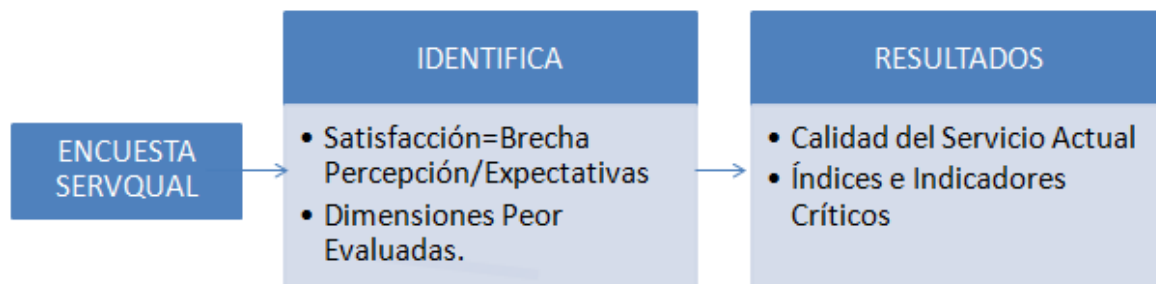 ENCUESTA
SERVQUAL
IDENTIFICA
• Satisfacción=Brecha
Percepción/Expectativas
• Dimensiones Peor
Evaluadas.
RESULTADOS
• Calidad del Servicio Actual
• Índices e Indicadores
Críticos